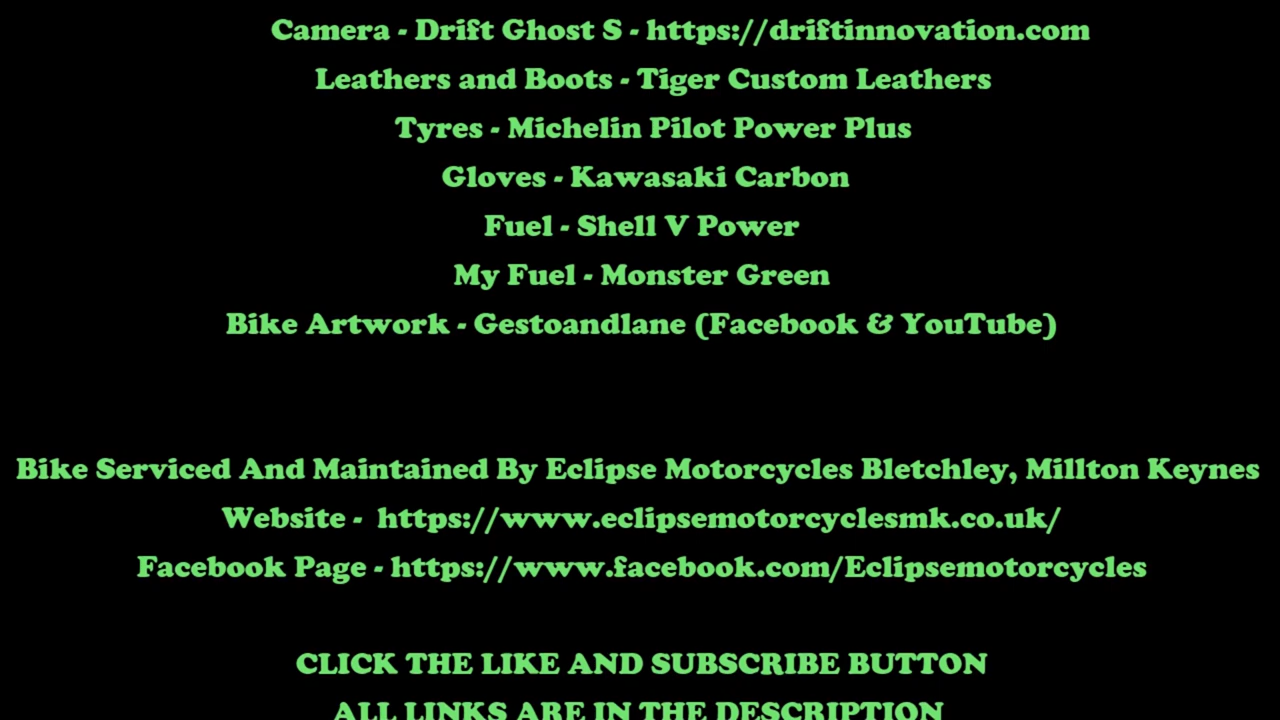 Camera - Drift Ghost S - https://driftinnovation.com
Leathers and Boots - Tiger Custom Leathers
Tyres - Michelin Pilot Power Plus
Gloves - Kawasaki Carbon
Fuel - Shell V Power
My Fuel - Monster Green
Bike Artwork - Gestoandlane (Facebook & YouTube)
Bike Serviced And Maintained By Eclipse Motorcycles Bletchley, Millton Keynes
Website -  https://www.eclipsemotorcyclesmk.co.uk/
Facebook Page - https://www.facebook.com/Eclipsemotorcycles
CLICK THE LIKE AND SUBSCRIBE BUTTON
ALL LINKS ARE IN THE DESCRIPTION